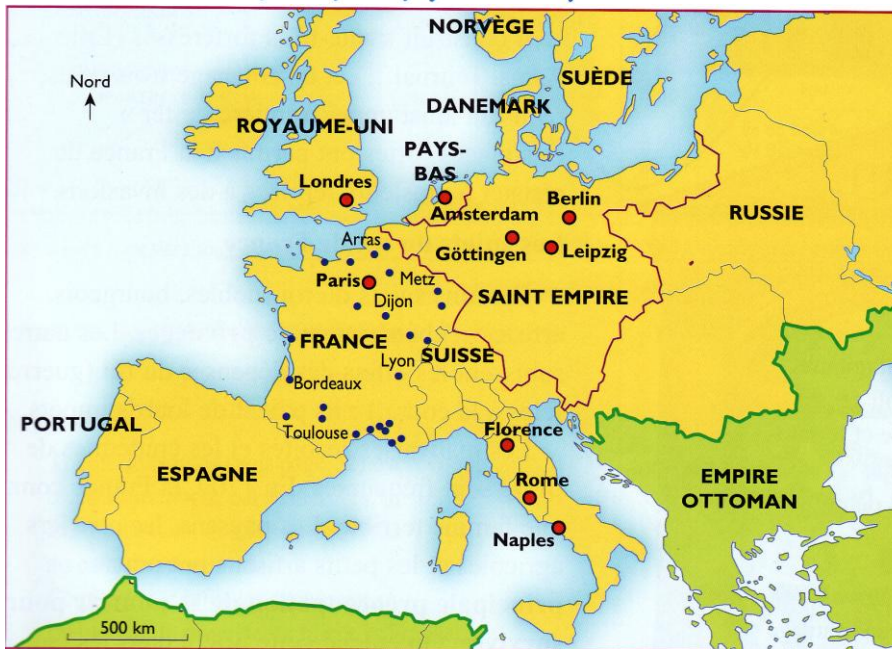 NORVÈGE
Nord
SUÈDE
DANEMARK
ROYAUME-UNI
PAYS-
BAS
Londres
Berlin
Amsterdam
RUSSIE
Arras
Göttingen
Leipzig
Metz
Paris
Dijon
SAINT EMPIRE
FRANCE
SUISSE
Lyon
Bordeaux
PORTUGAL
Toulouse
Florence
ESPAGNE
EMPIRE
OTTOMAN
Rome
Naples
500 km